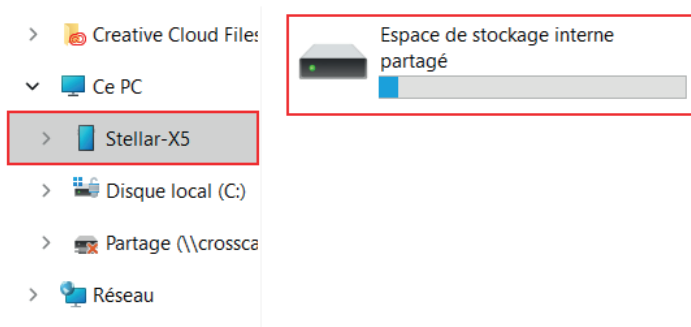 Creative Cloud Files
Ce PC
Stellar-X5
Disque local (C:)
Partage (\\crossca
Réseau
Espace de stockage interne
partagé